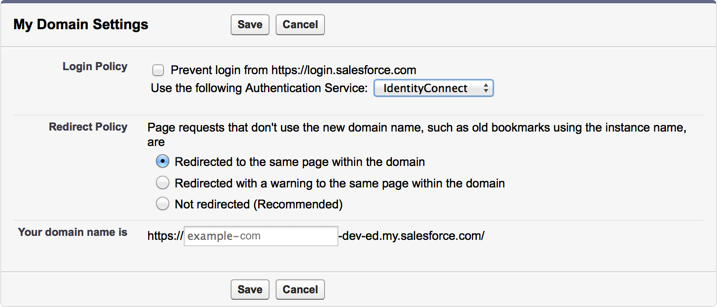 My Domain Settings Save Cancel
Login Policy Prevent login from https://login.salesforce.com
Use the following Authentication Service: IdentityConnect
Redirect Policy Page requests that don't use the new domain name, such as old bookmarks using the instance name,
are
Redirected to the same page within the domain
Redirected with a warning to the same page within the domain
Not redirected (Recommended)
Your domain name is https:// example-com -dev-ed.my.salesforce.com/
Save Cancel